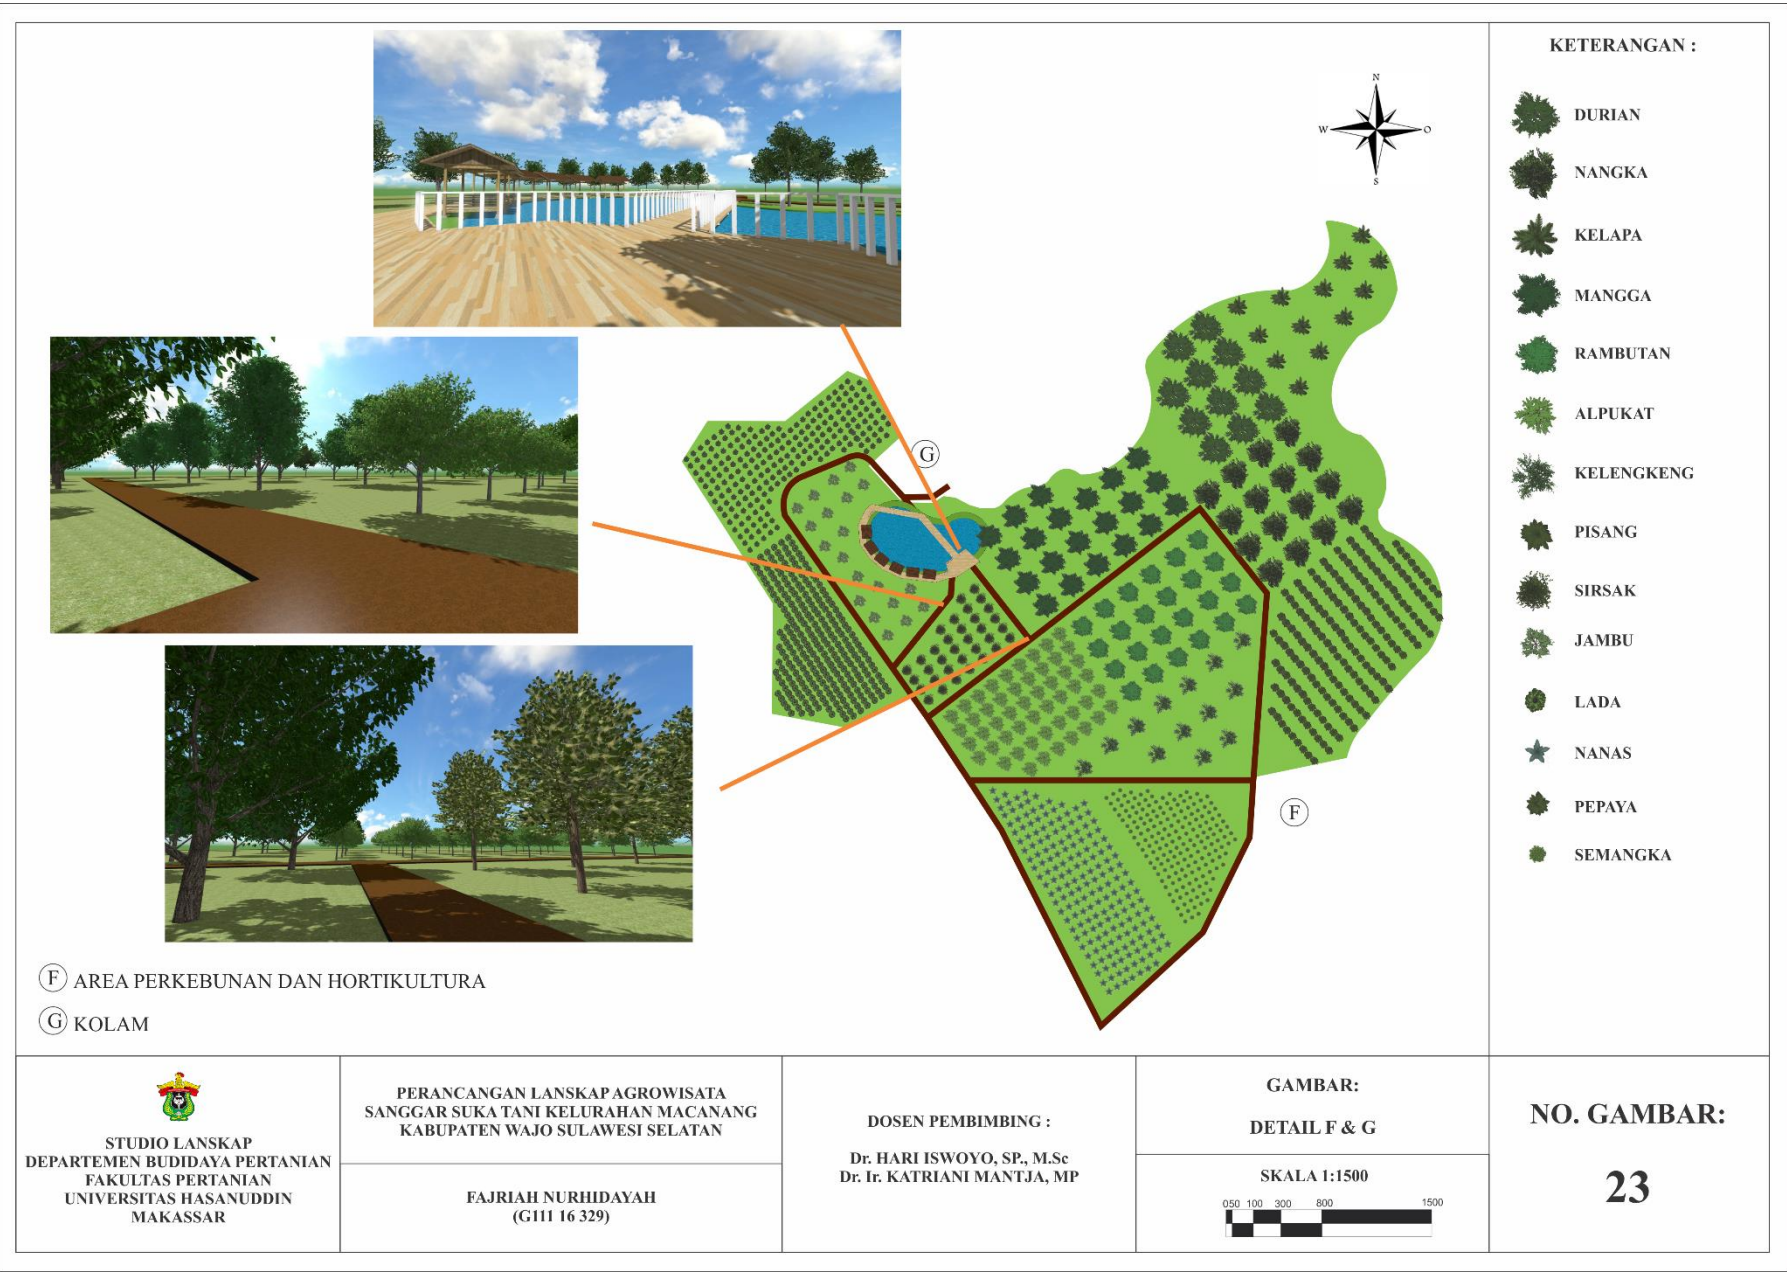 KETERANGAN :
DURIAN
NANGKA
KELAPA
MANGGA
RAMBUTAN
ALPUKAT
KELENGKENG
PISANG
SIRSAK
JAMBU
LADA
NANAS
PEPAYA
SEMANGKA
N
W
O
S
G
F
F AREA PERKEBUNAN DAN HORTIKULTURA
G KOLAM
STUDIO LANSKAP
DEPARTEMEN BUDIDAYA PERTANIAN
FAKULTAS PERTANIAN
UNIVERSITAS HASANUDDIN
MAKASSAR
PERANCANGAN LANSKAP AGROWISATA
SANGGAR SUKA TANI KELURAHAN MACANANG
KABUPATEN WAJO SULAWESI SELATAN
FAJRIAH NURHIDAYAH
(G111 16 329)
DOSEN PEMBIMBING :
Dr. HARI ISWOYO, SP., M.Sc
Dr. Ir. KATRIANI MANTJA, MP
GAMBAR:
DETAIL F & G
SKALA 1:1500
050 100 300 800 1500
NO. GAMBAR:
23